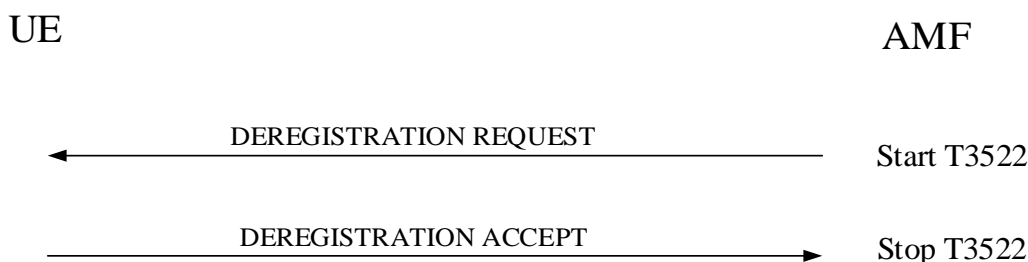 UE
AMF
DEREGISTRATION REQUEST
Start T3522
DEREGISTRATION ACCEPT
Stop T3522